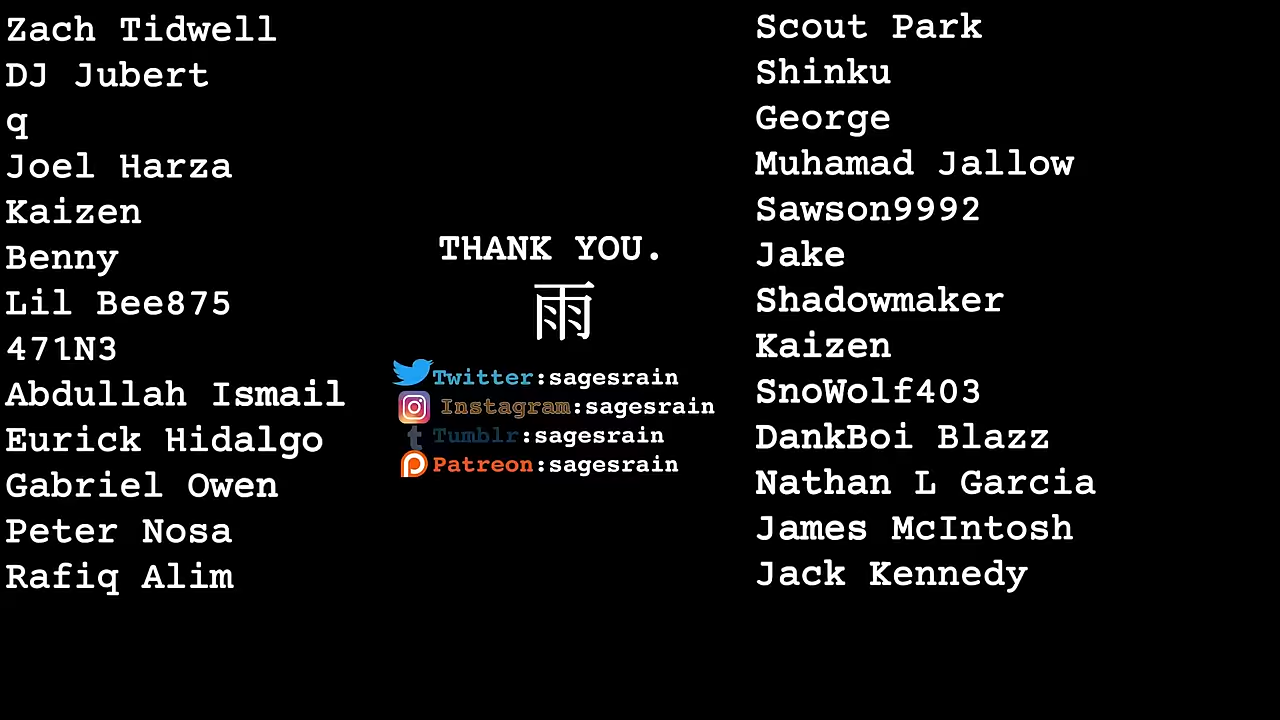 Zach Tidwell
DJ Jubert
q
Joel Harza
Kaizen
Benny
Lil Bee875
471N3
Abdullah Ismail
Eurick Hidalgo
Gabriel Owen
Peter Nosa
Rafiq Alim
THANK YOU.
雨
Twitter:sagesrain
Instagram:sagesrain
Tumblr:sagesrain
Patreon:sagesrain
Scout Park
Shinku
George
Muhamad Jallow
Sawson9992
Jake
Shadowmaker
Kaizen
SnoWolf403
DankBoi Blazz
Nathan L Garcia
James McIntosh
Jack Kennedy